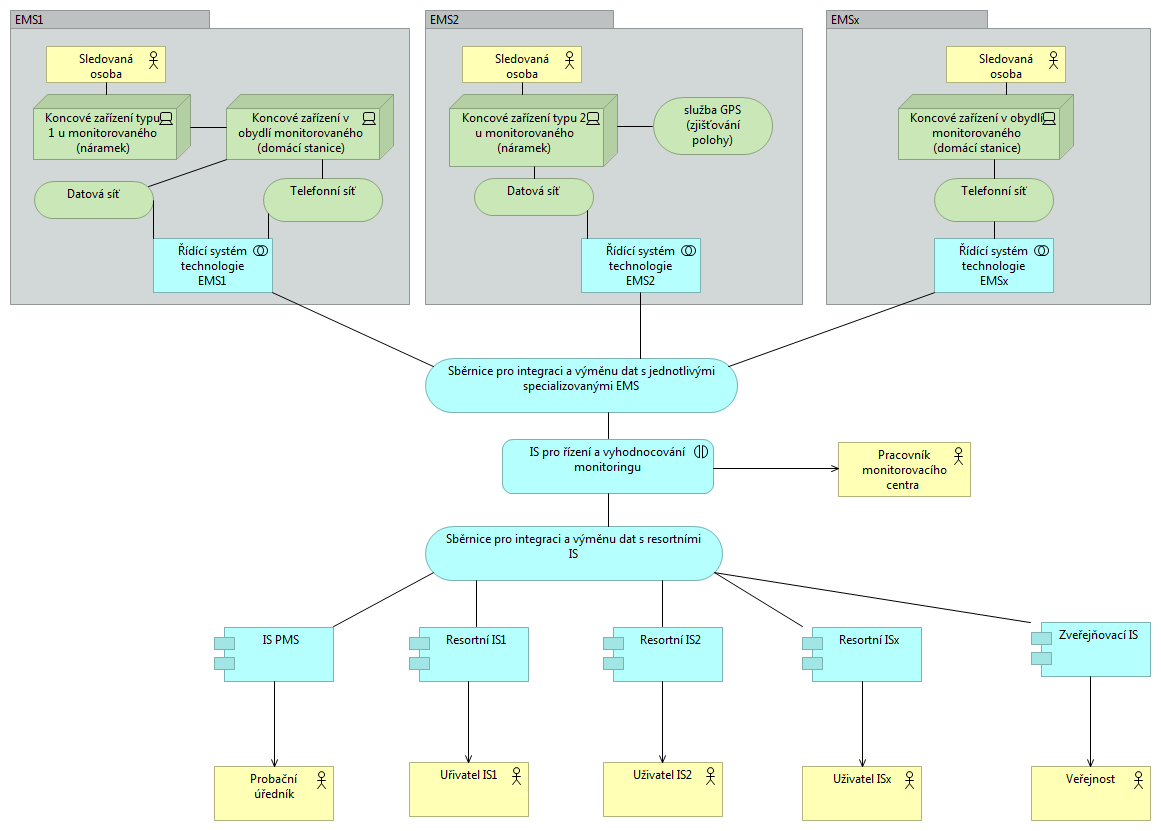 EMS1
Sledovaná
osoba
Koncové zařízení typu
1 u monitorovaného
(náramek)
Koncové zařízení v
obydlí monitorovaného
(domácí stanice)
Datová síť
Telefonní síť
Řídící systém
technologie
EMS1
EMS2
Sledovaná
osoba
Koncové zařízení typu 2
u monitorovaného
(náramek)
služba GPS
(zjišťování
polohy)
Datová síť
Řídící systém
technologie
EMS2
EMSx
Sledovaná
osoba
Koncové zařízení v obydlí
monitorovaného
(domácí stanice)
Telefonní síť
Řídící systém
technologie
EMSx
Sběrnice pro integraci a výměnu dat s jednotlivými
specializovanými EMS
IS pro řízení a vyhodnocování
monitoringu
Pracovník
monitorovacího
centra
Sběrnice pro integraci a výměnu dat s resortními
IS
IS PMS
Resortní IS1
Resortní IS2
Resortní ISx
Zveřejňovací IS
Probační
úředník
Uřivatel IS1
Uživatel IS2
Uživatel ISx
Veřejnost